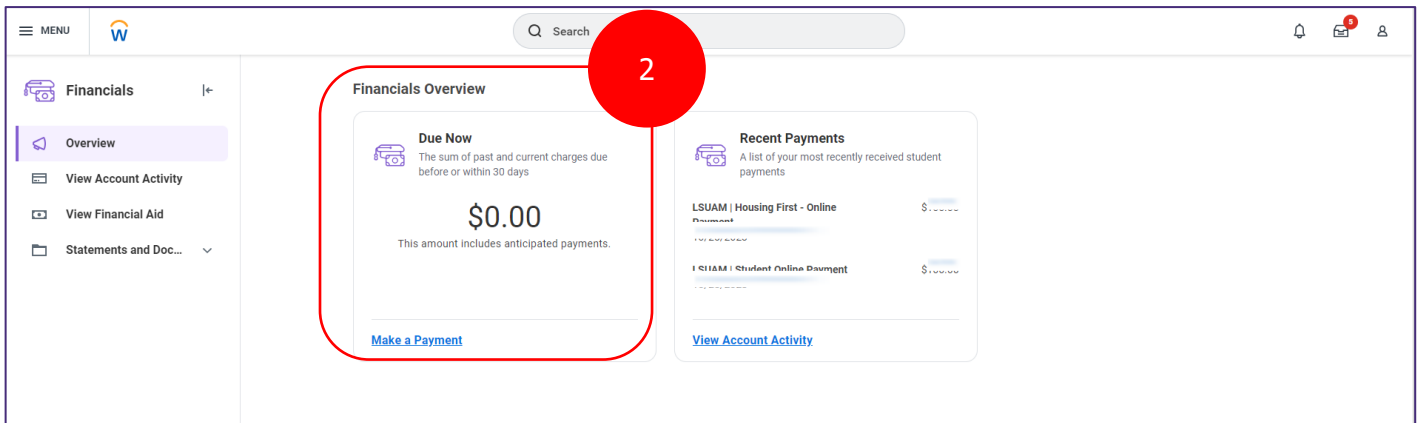 MENU
Search
5
2
Financials
Overview
View Account Activity
View Financial Aid
Statements and Doc...
Financials Overview
Due Now
The sum of past and current charges due
before or within 30 days
$0.00
This amount includes anticipated payments.
Make a Payment
Recent Payments
A list of your most recently received student
payments
LSUAM | Housing First - Online
Payment
$
LSUAM | Student Online Payment
$
View Account Activity